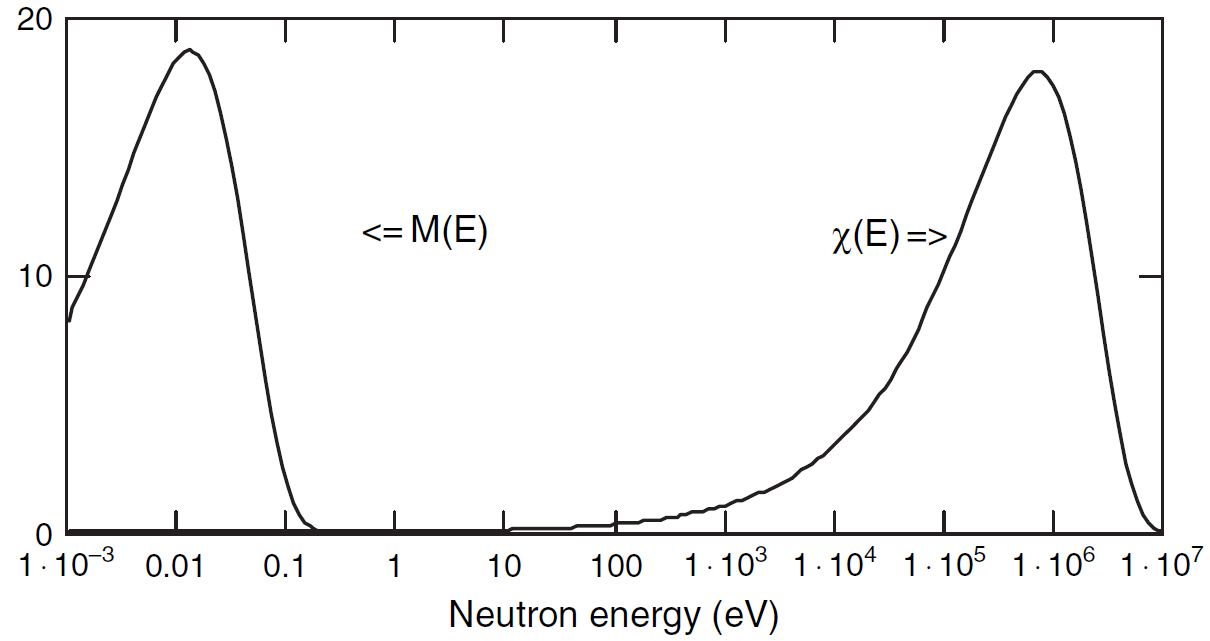 20
10
0
<= M(E)
χ(E) =>
1·10⁻³ 0.01 0.1 1 10 100 1·10³ 1·10⁴ 1·10⁵ 1·10⁶ 1·10⁷
Neutron energy (eV)